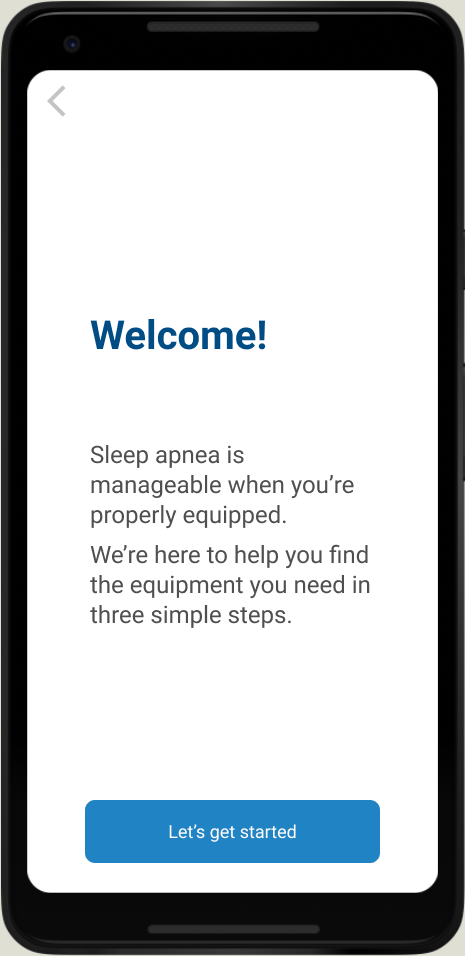 Welcome!
Sleep apnea is
manageable when you’re
properly equipped.
We’re here to help you find
the equipment you need in
three simple steps.
Let’s get started